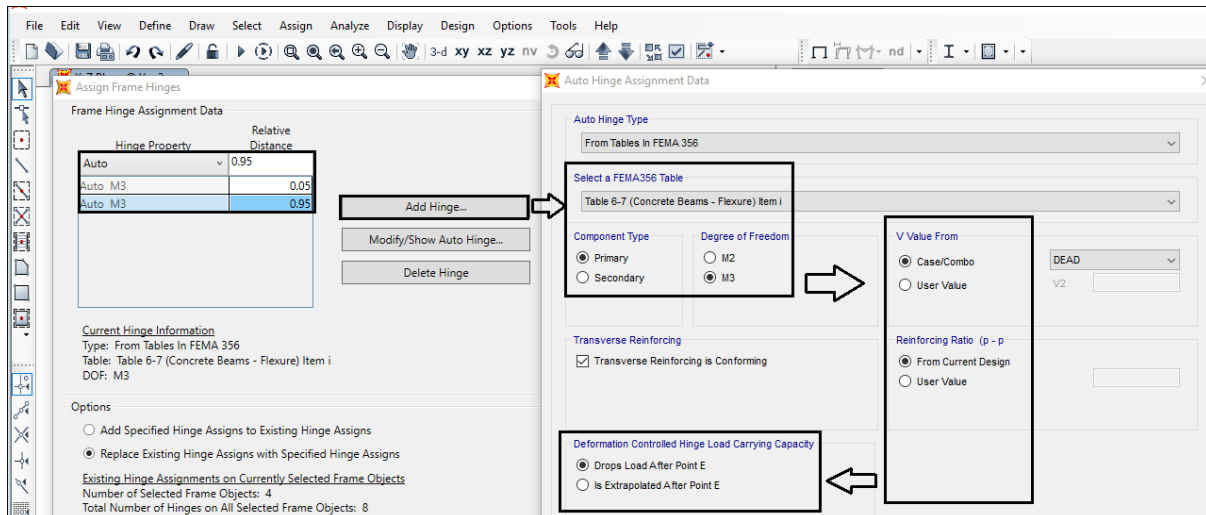 File Edit View Define Draw Select Assign Analyze Display Design Options Tools Help
3-d xy xz yz nv
nd
Assign Frame Hinges
Frame Hinge Assignment Data
Relative
Hinge Property Distance
Auto 0.95
Auto M3 0.05
Auto M3 0.95
Add Hinge...
Modify/Show Auto Hinge...
Delete Hinge
Current Hinge Information
Type: From Tables In FEMA 356
Table: Table 6-7 (Concrete Beams - Flexure) Item i
DOF: M3
Options
Add Specified Hinge Assigns to Existing Hinge Assigns
Replace Existing Hinge Assigns with Specified Hinge Assigns
Existing Hinge Assignments on Currently Selected Frame Objects
Number of Selected Frame Objects: 4
Total Number of Hinges on All Selected Frame Objects: 8
Auto Hinge Assignment Data
Auto Hinge Type
From Tables In FEMA 356
Select a FEMA356 Table
Table 6-7 (Concrete Beams - Flexure) Item i
Component Type
Primary
Secondary
Degree of Freedom
M2
M3
V Value From
Case/Combo DEAD
User Value V2
Transverse Reinforcing
Transverse Reinforcing is Conforming
Reinforcing Ratio (p - p
From Current Design
User Value
Deformation Controlled Hinge Load Carrying Capacity
Drops Load After Point E
Is Extrapolated After Point E